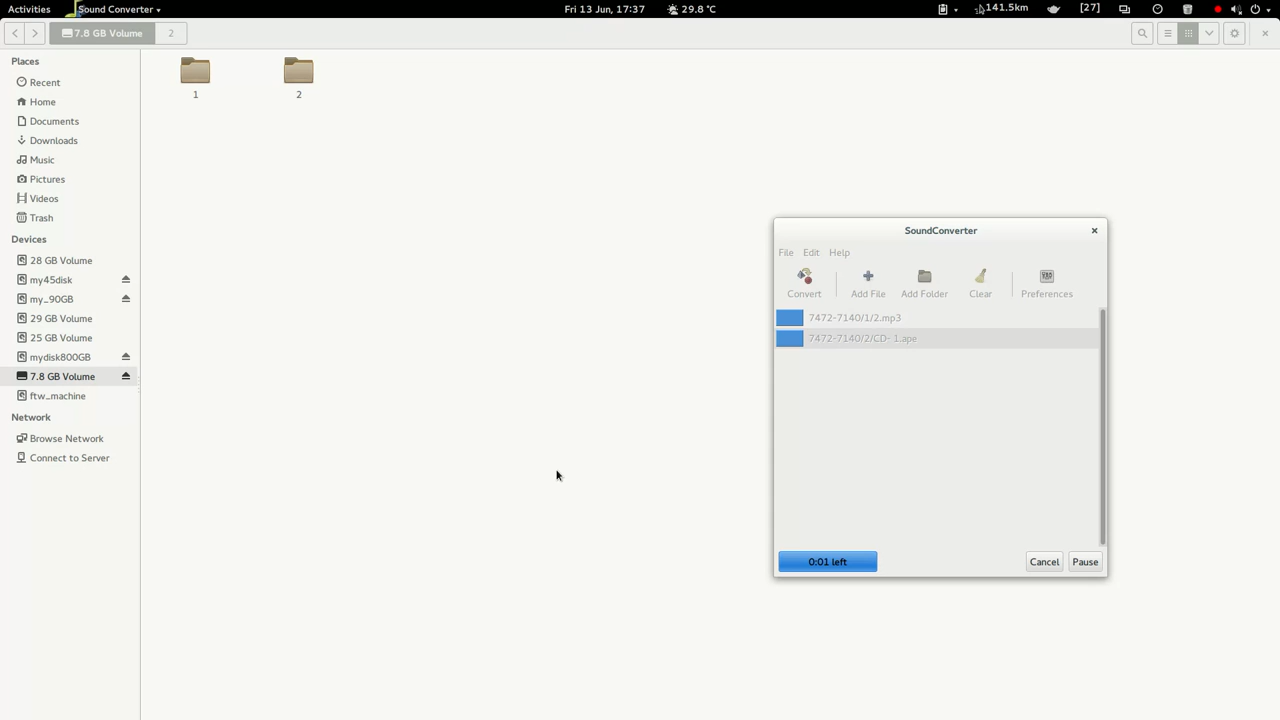 Activities Sound Converter Fri 13 Jun, 17:37 29.8 °C 141.5km [27]
7.8 GB Volume 2
Places
Recent
Home
Documents
Downloads
Music
Pictures
Videos
Trash
Devices
28 GB Volume
my45disk
my_90GB
29 GB Volume
25 GB Volume
mydisk800GB
7.8 GB Volume
ftw_machine
Network
Browse Network
Connect to Server
1 2
SoundConverter
File Edit Help
Convert Add File Add Folder Clear Preferences
7472-7140/1/2.mp3
7472-7140/2/CD- 1.ape
0:01 left Cancel Pause